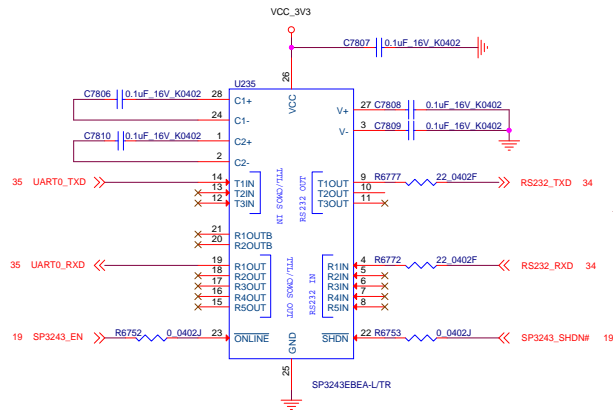 VCC_3V3
C7807 0.1uF_16V_K0402
U235
26
VCC
C7806 0.1uF_16V_K0402 28 C1+
24 C1-
C7810 0.1uF_16V_K0402 1 C2+
2 C2-
V+ 27 C7808 0.1uF_16V_K0402
V- 3 C7809 0.1uF_16V_K0402
35 UART0_TXD 14 T1IN
13 T2IN
12 T3IN
TTL/CMOS IN
RS232 OUT
T1OUT 9 R6777 22_0402F RS232_TXD 34
T2OUT 10
T3OUT 11
21 R1OUTB
20 R2OUTB
35 UART0_RXD 19 R1OUT
18 R2OUT
17 R3OUT
16 R4OUT
15 R5OUT
TTL/CMOS OUT
RS232 IN
R1IN 4 R6772 22_0402F RS232_RXD 34
R2IN 5
R3IN 6
R4IN 7
R5IN 8
19 SP3243_EN R6752 0_0402J 23 ONLINE
SHDN 22 R6753 0_0402J SP3243_SHDN# 19
GND
25
SP3243EBEA-L/TR